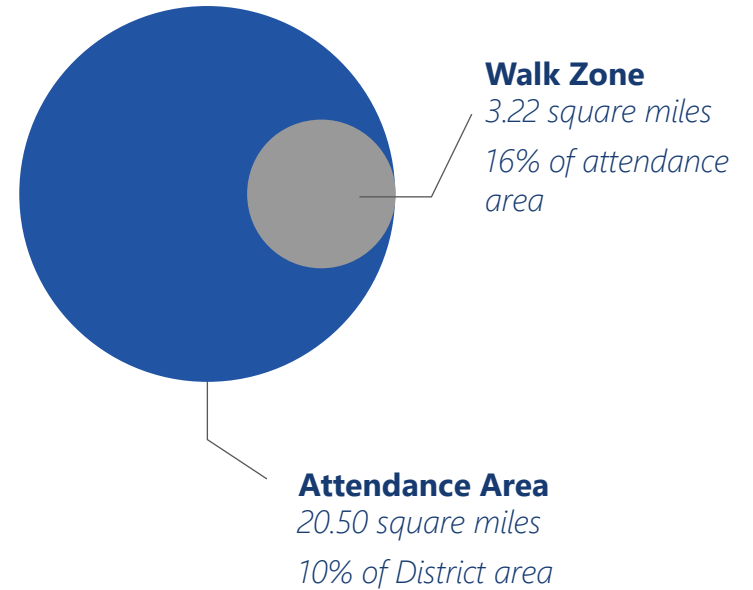 Walk Zone
3.22 square miles
16% of attendance
area
Attendance Area
20.50 square miles
10% of District area